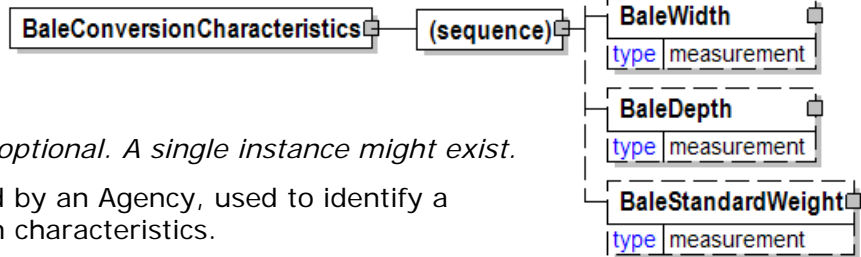 BaleConversionCharacteristics
(sequence)
BaleWidth
type measurement
BaleDepth
type measurement
BaleStandardWeight
type measurement
optional. A single instance might exist.
by an Agency, used to identify a
characteristics.